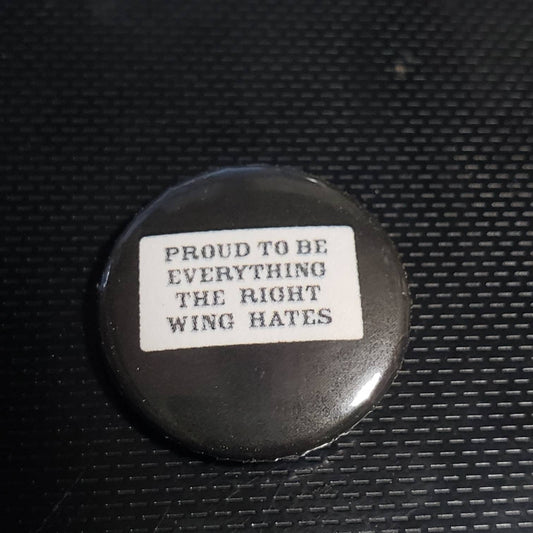 PROUD TO BE
EVERYTHING
THE RIGHT
WING HATES